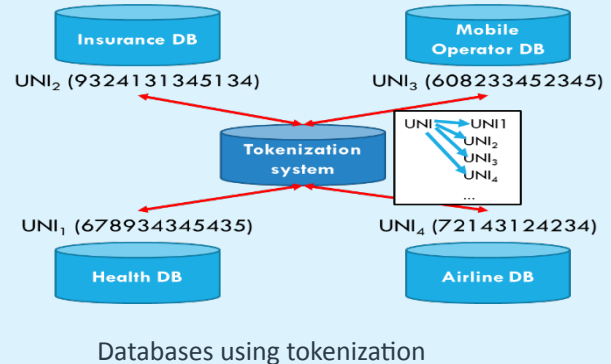 Insurance DB
Mobile
Operator DB
UNI₂ (9324131345134)
UNI₃ (608233452345)
Tokenization
system
UNI UNI1
UNI₂
UNI₃
UNI₄
...
UNI₁ (678934345435)
UNI₄ (72143124234)
Health DB
Airline DB
Databases using tokenization